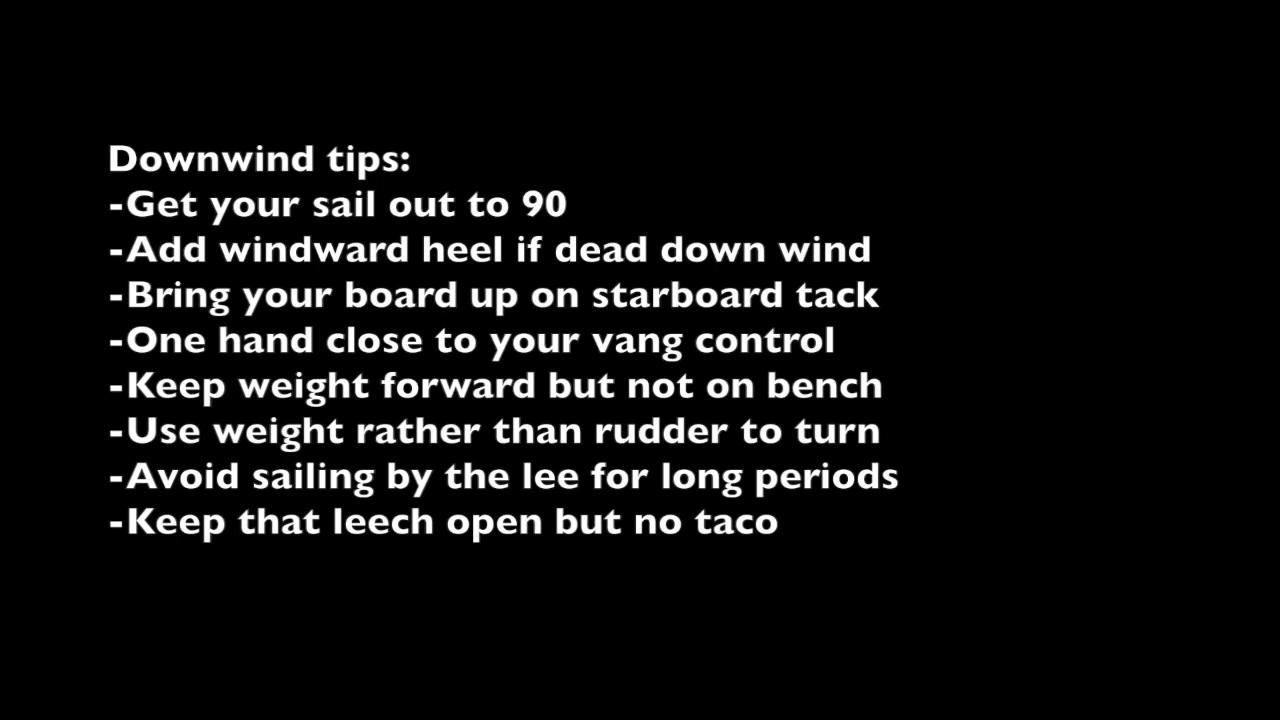 Downwind tips:
-Get your sail out to 90
-Add windward heel if dead down wind
-Bring your board up on starboard tack
-One hand close to your vang control
-Keep weight forward but not on bench
-Use weight rather than rudder to turn
-Avoid sailing by the lee for long periods
-Keep that leech open but no taco